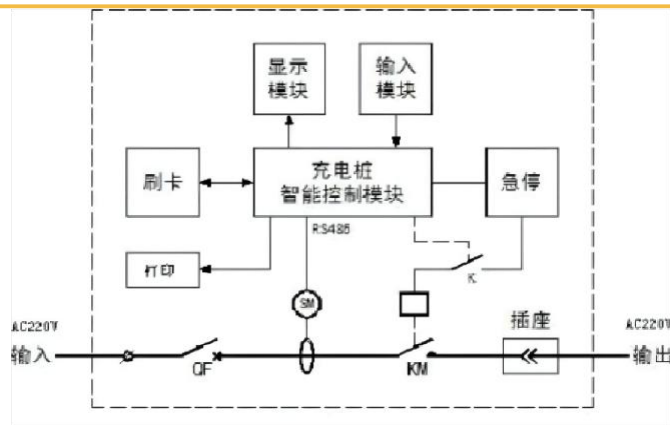 显示
模块
输入
模块
刷卡
充电桩
智能控制模块
急停
RS485
打印
K
SM
AC220V
输入
QF
KM
插座
AC220V
输出